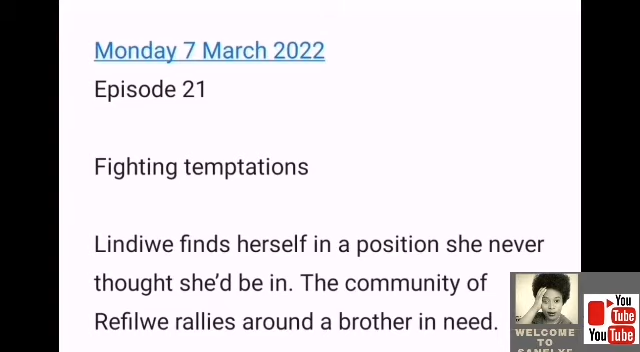 Monday 7 March 2022
Episode 21
Fighting temptations
Lindiwe finds herself in a position she never
thought she'd be in. The community of
Refilwe rallies around a brother in need.
You
Tube
You Tube
WELCOME
TO